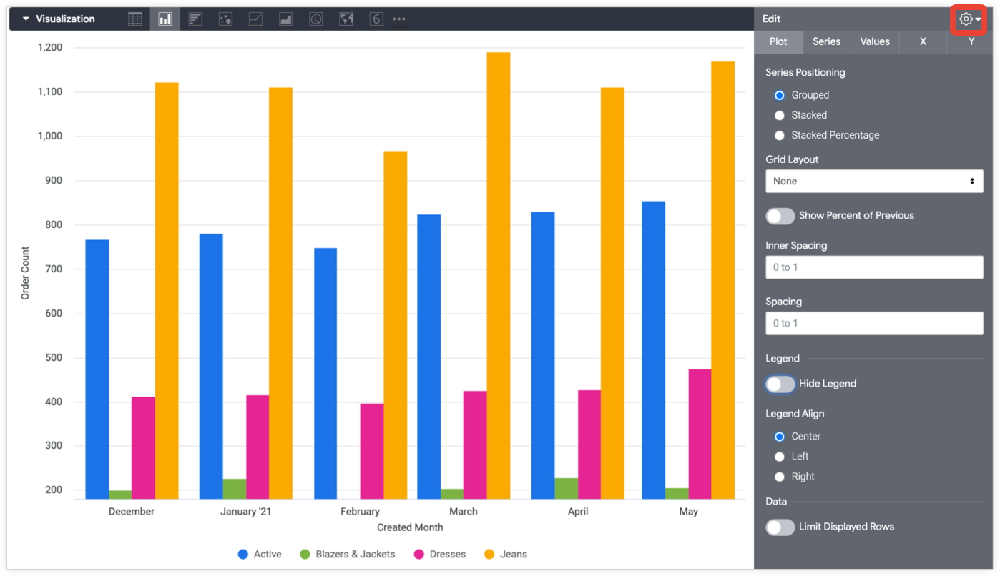 Visualization
6
Edit
Plot Series Values X Y
Series Positioning
Grouped
Stacked
Stacked Percentage
Grid Layout
None
Show Percent of Previous
Inner Spacing
0 to 1
Spacing
0 to 1
Legend
Hide Legend
Legend Align
Center
Left
Right
Data
Limit Displayed Rows
Order Count
1,200
1,100
1,000
900
800
700
600
500
400
300
200
December January '21 February March April May
Created Month
Active Blazers & Jackets Dresses Jeans